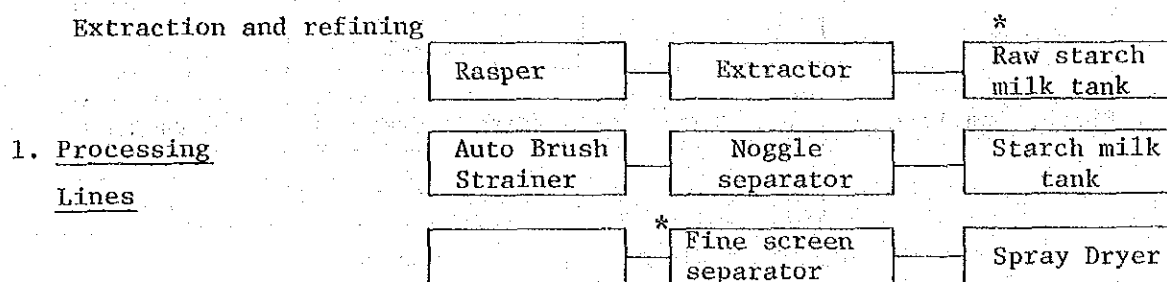 Extraction and refining
*
Rasper
Extractor
Raw starch
milk tank
1. Processing
Lines
Auto Brush
Strainer
Noggle
separator
Starch milk
tank
*
Fine screen
separator
Spray Dryer